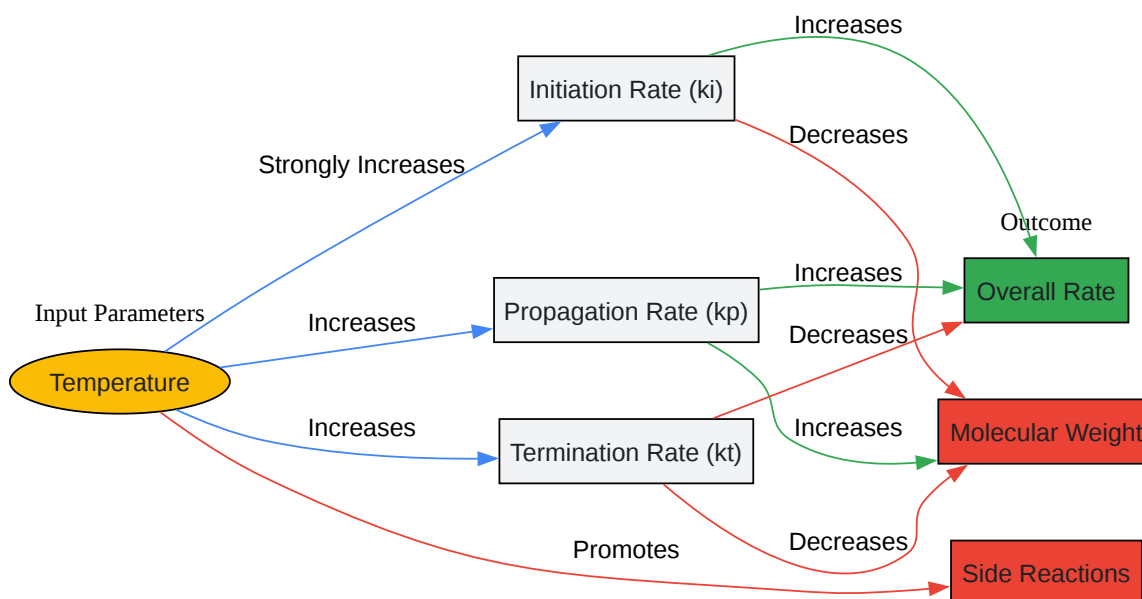 Increases
Initiation Rate (ki)
Decreases
Strongly Increases
Outcome
Increases
Overall Rate
Propagation Rate (kp)
Input Parameters
Increases
Decreases
Temperature
Increases
Increases
Molecular Weight
Termination Rate (kt)
Decreases
Promotes
Side Reactions